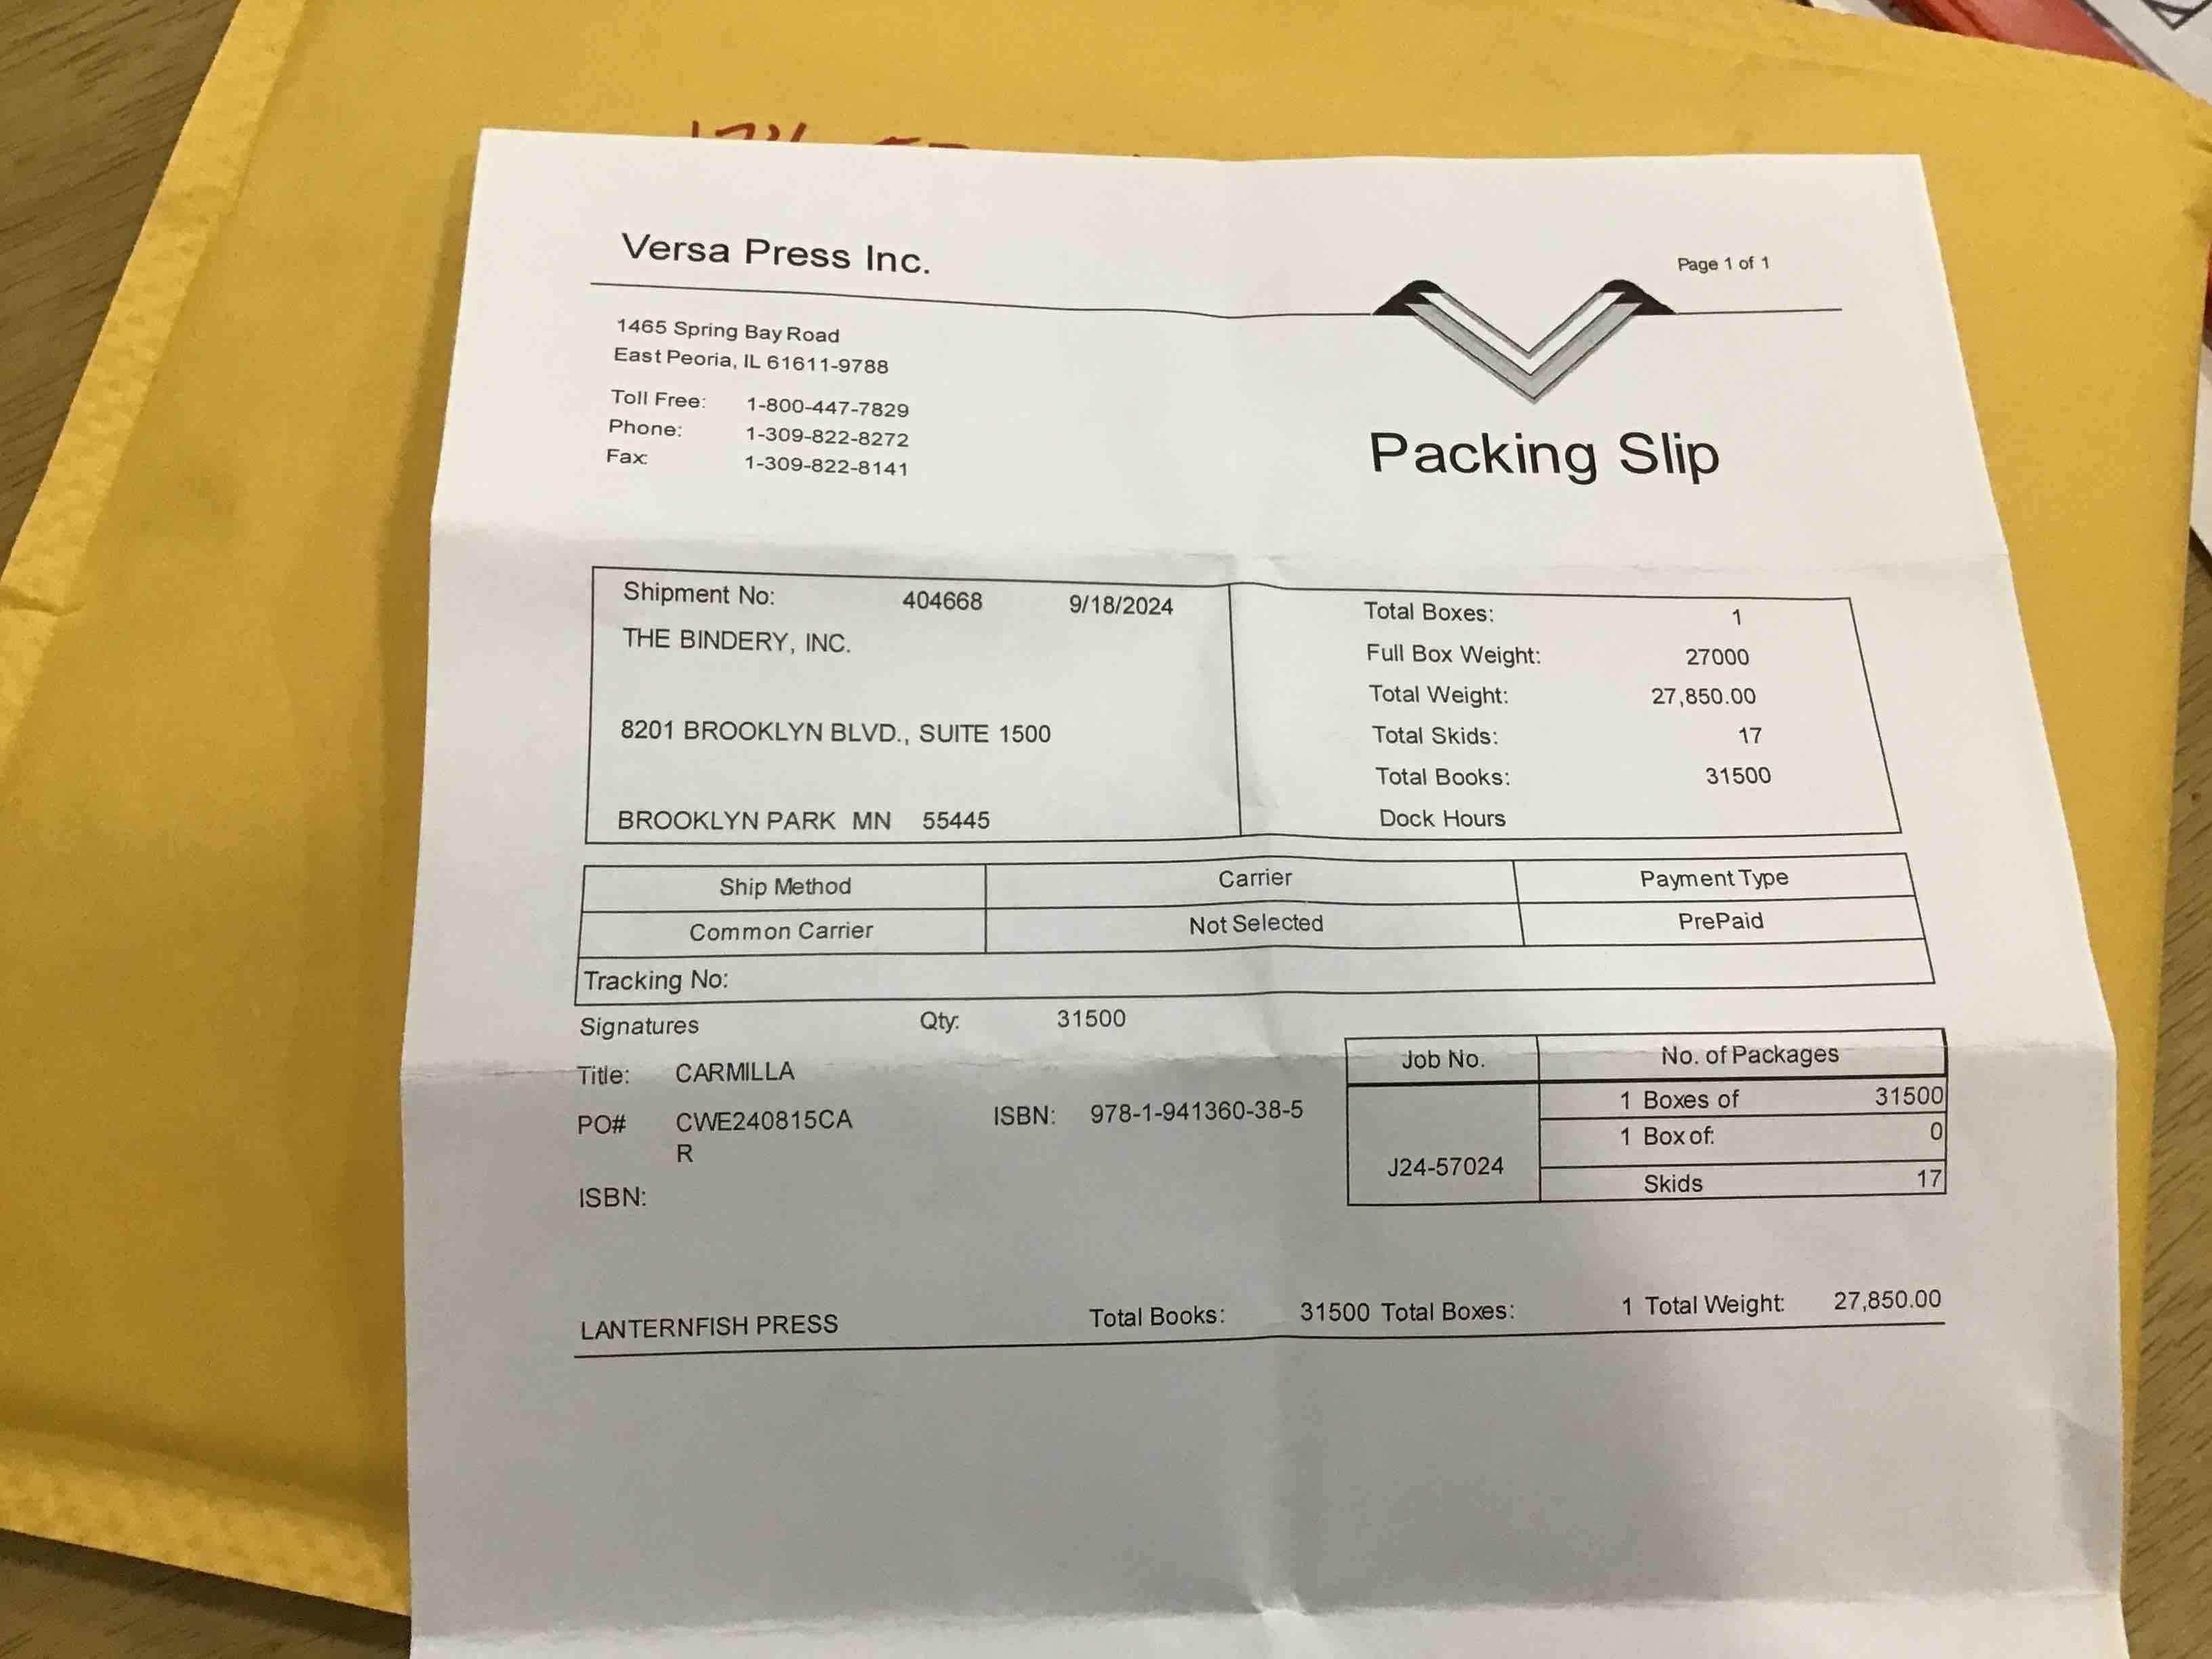 Versa Press Inc.
Page 1 of 1
1465 Spring Bay Road
East Peoria, IL 61611-9788
Toll Free: 1-800-447-7829
Phone: 1-309-822-8272
Fax: 1-309-822-8141
Packing Slip
Shipment No: 404668 9/18/2024
THE BINDERY, INC.
8201 BROOKLYN BLVD., SUITE 1500
BROOKLYN PARK MN 55445
Total Boxes: 1
Full Box Weight: 27000
Total Weight: 27,850.00
Total Skids: 17
Total Books: 31500
Dock Hours
Ship Method Carrier Payment Type
Common Carrier Not Selected PrePaid
Tracking No:
Signatures Qty: 31500
Title: CARMILLA
PO# CWE240815CA ISBN: 978-1-941360-38-5
R
ISBN:
Job No. No. of Packages
1 Boxes of 31500
1 Box of: 0
J24-57024
Skids 17
LANTERNFISH PRESS Total Books: 31500 Total Boxes: 1 Total Weight: 27,850.00